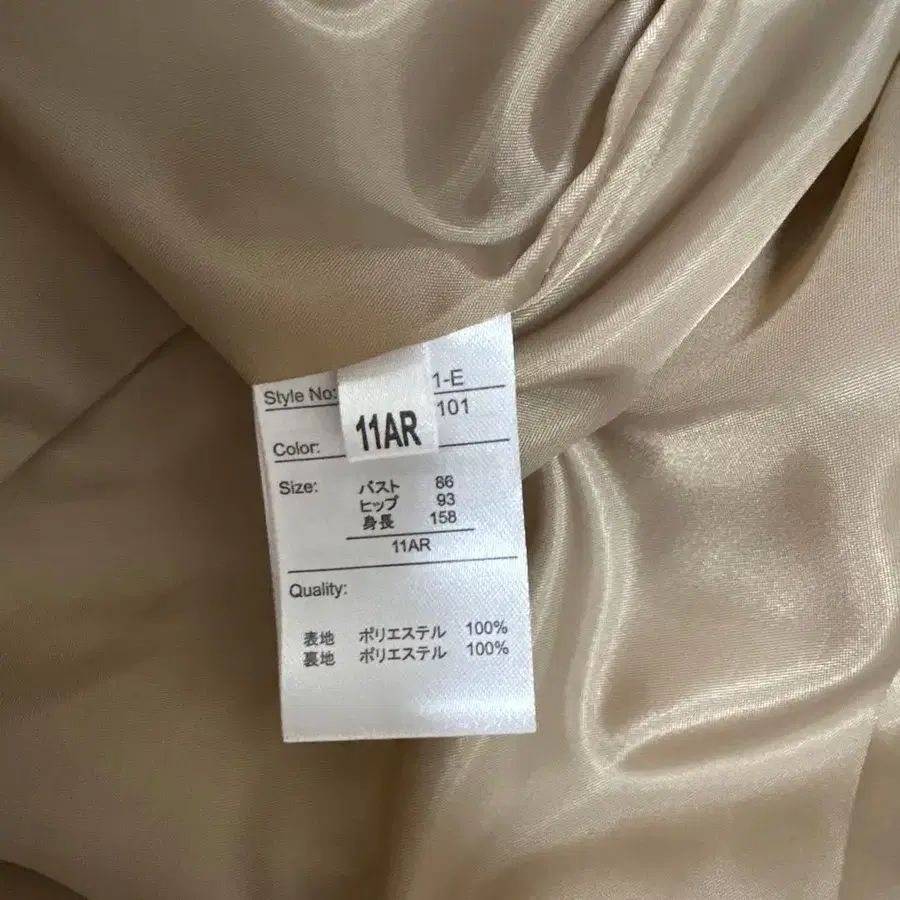 Style No: 1-E
101
11AR
Color:
Size: バスト 86
ヒップ 93
身長 158
11AR
Quality:
表地 ポリエステル 100%
裏地 ポリエステル 100%